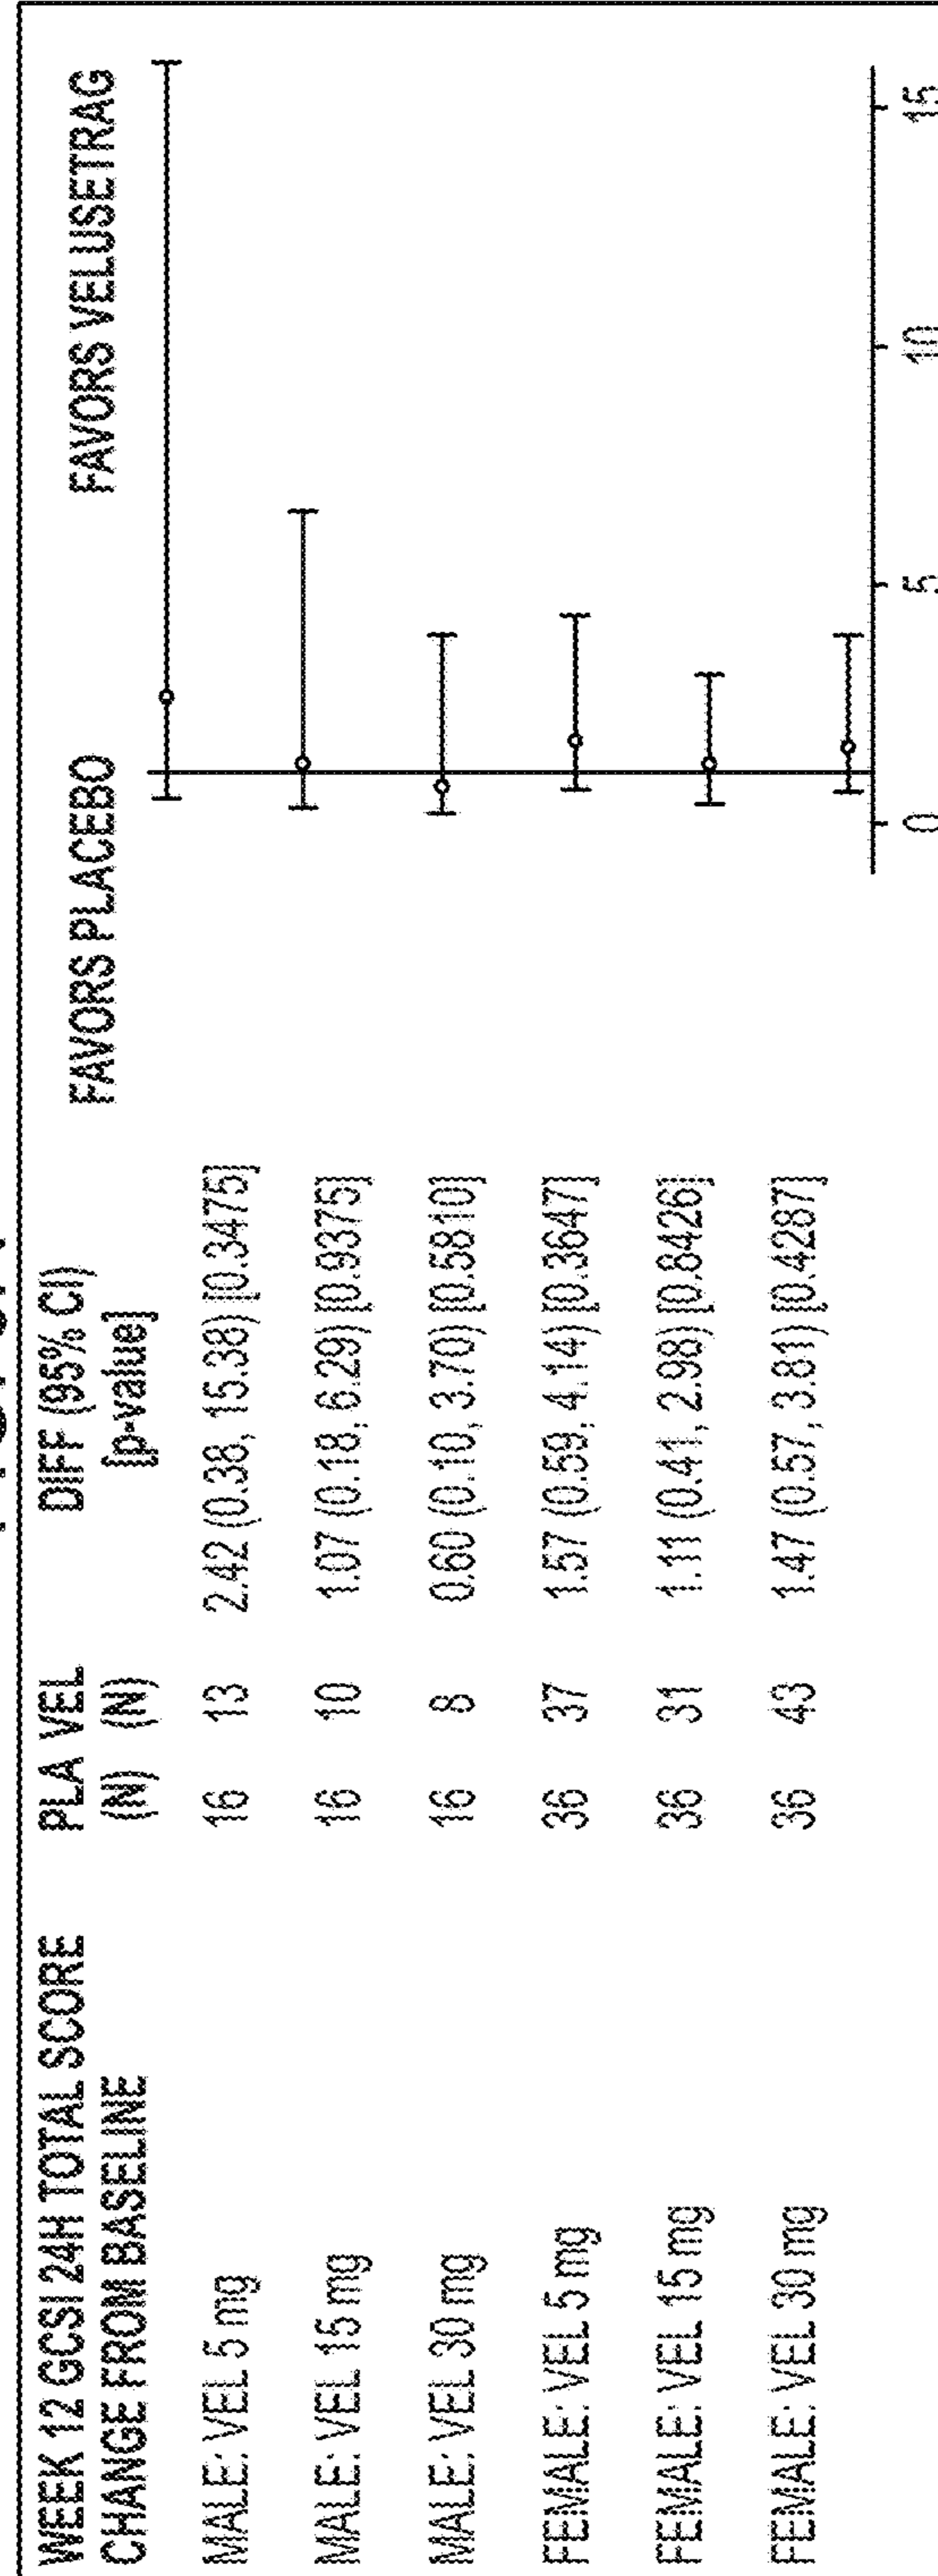 WEEK 12 GCSI 24H TOTAL SCORE PLA VEL DIFF (95% CI) FAVORS PLACEBO FAVORS VELUSETRAG
CHANGE FROM BASELINE (N) (N) [p-value]
MALE: VEL 5 mg 16 13 2.42 (0.38, 15.38) [0.3475]
MALE: VEL 15 mg 16 10 1.07 (0.18, 6.29) [0.9375]
MALE: VEL 30 mg 16 8 0.60 (0.10, 3.70) [0.5810]
FEMALE: VEL 5 mg 36 37 1.57 (0.59, 4.14) [0.3647]
FEMALE: VEL 15 mg 36 31 1.11 (0.41, 2.98) [0.8426]
FEMALE: VEL 30 mg 36 43 1.47 (0.57, 3.81) [0.4287]
0 5 10 15